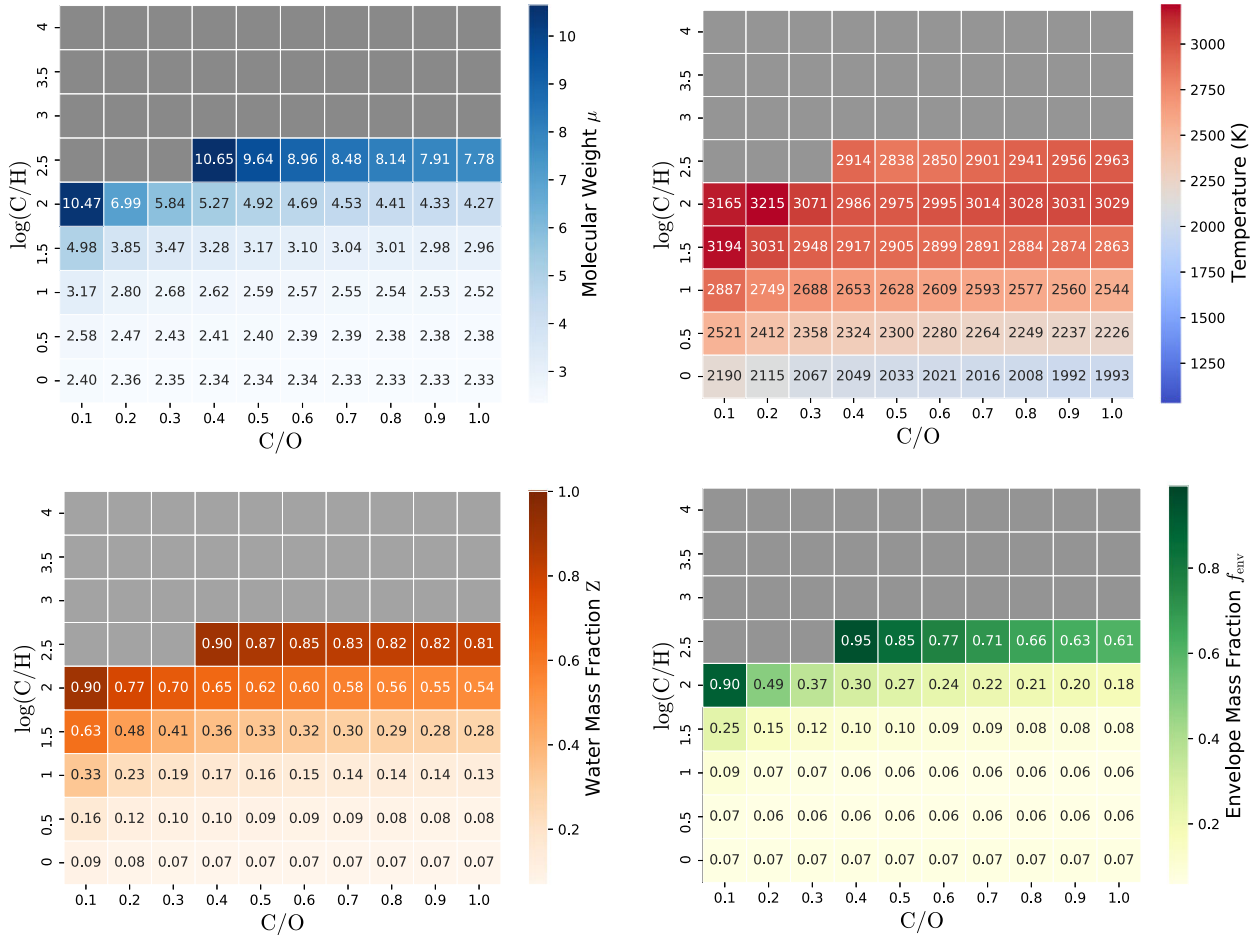 4
3.5
3
2.5 10.65 9.64 8.96 8.48 8.14 7.91 7.78
2 10.47 6.99 5.84 5.27 4.92 4.69 4.53 4.41 4.33 4.27
1.5 4.98 3.85 3.47 3.28 3.17 3.10 3.04 3.01 2.98 2.96
1 3.17 2.80 2.68 2.62 2.59 2.57 2.55 2.54 2.53 2.52
0.5 2.58 2.47 2.43 2.41 2.40 2.39 2.39 2.38 2.38 2.38
0 2.40 2.36 2.35 2.34 2.34 2.34 2.33 2.33 2.33 2.33
0.1 0.2 0.3 0.4 0.5 0.6 0.7 0.8 0.9 1.0
C/O
log(C/H)
10
9
8
7
6
5
4
3
Molecular Weight μ
4
3.5
3
2.5 2914 2838 2850 2901 2941 2956 2963
2 3165 3215 3071 2986 2975 2995 3014 3028 3031 3029
1.5 3194 3031 2948 2917 2905 2899 2891 2884 2874 2863
1 2887 2749 2688 2653 2628 2609 2593 2577 2560 2544
0.5 2521 2412 2358 2324 2300 2280 2264 2249 2237 2226
0 2190 2115 2067 2049 2033 2021 2016 2008 1992 1993
0.1 0.2 0.3 0.4 0.5 0.6 0.7 0.8 0.9 1.0
C/O
log(C/H)
3000
2750
2500
2250
2000
1750
1500
1250
Temperature (K)
4
3.5
3
2.5 0.90 0.87 0.85 0.83 0.82 0.82 0.81
2 0.90 0.77 0.70 0.65 0.62 0.60 0.58 0.56 0.55 0.54
1.5 0.63 0.48 0.41 0.36 0.33 0.32 0.30 0.29 0.28 0.28
1 0.33 0.23 0.19 0.17 0.16 0.15 0.14 0.14 0.14 0.13
0.5 0.16 0.12 0.10 0.10 0.09 0.09 0.09 0.09 0.08 0.08
0 0.09 0.08 0.07 0.07 0.07 0.07 0.07 0.07 0.07 0.07
0.1 0.2 0.3 0.4 0.5 0.6 0.7 0.8 0.9 1.0
C/O
log(C/H)
1.0
0.8
0.6
0.4
0.2
Water Mass Fraction Z
4
3.5
3
2.5 0.95 0.85 0.77 0.71 0.66 0.63 0.61
2 0.90 0.49 0.37 0.30 0.27 0.24 0.22 0.21 0.20 0.18
1.5 0.25 0.15 0.12 0.10 0.10 0.09 0.09 0.08 0.08 0.08
1 0.09 0.07 0.07 0.06 0.06 0.06 0.06 0.06 0.06 0.06
0.5 0.07 0.06 0.06 0.06 0.06 0.06 0.06 0.06 0.06 0.06
0 0.07 0.07 0.07 0.07 0.07 0.07 0.07 0.07 0.07 0.07
0.1 0.2 0.3 0.4 0.5 0.6 0.7 0.8 0.9 1.0
C/O
log(C/H)
0.8
0.6
0.4
0.2
Envelope Mass Fraction f_env